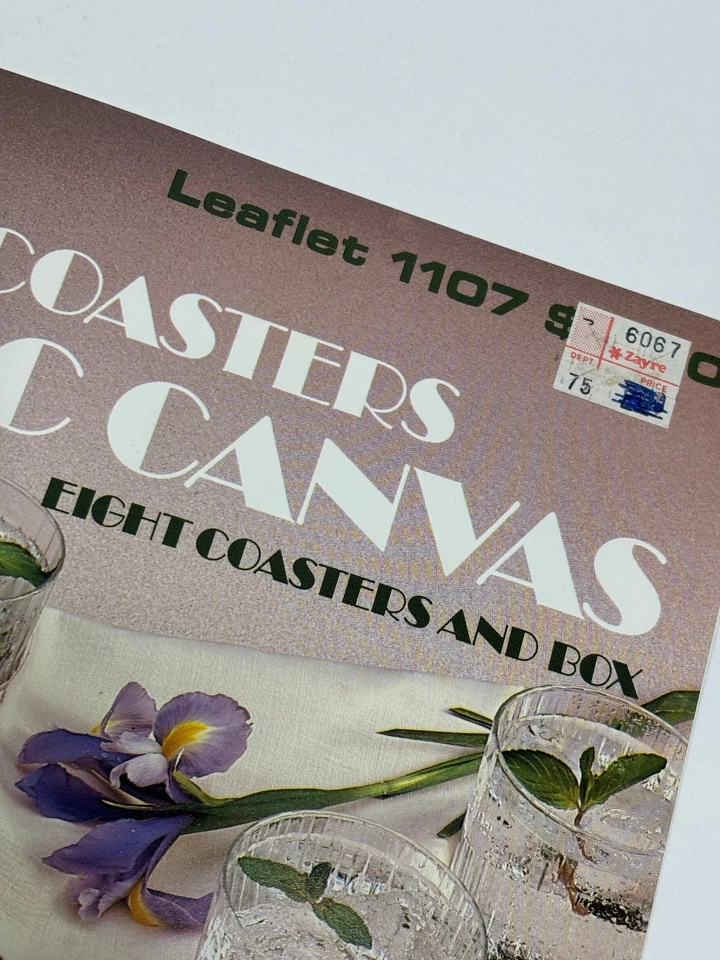 Leaflet 1107 $
COASTERS
C CANVAS
EIGHT COASTERS AND BOX
6067
DEPT Zayre
75 PRICE